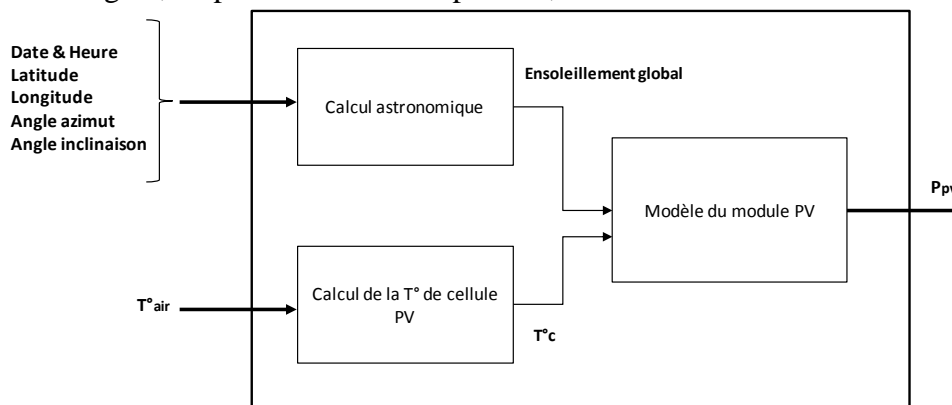 Date & Heure
Latitude
Longitude
Angle azimut
Angle inclinaison
Calcul astronomique
Ensoleillement global
Modèle du module PV
T°air
Calcul de la T° de cellule
PV
T°c